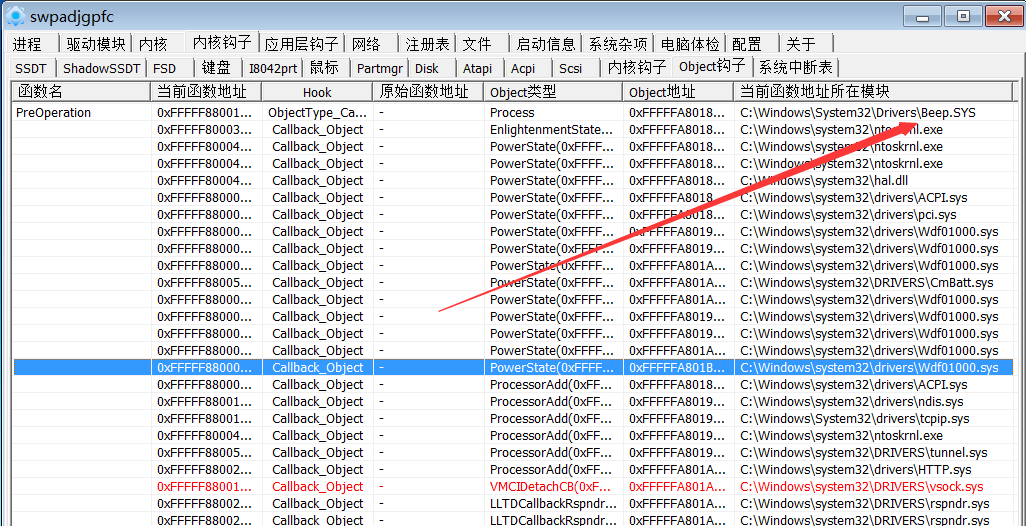 swpadjgpfc
进程 驱动模块 内核 内核钩子 应用层钩子 网络 注册表 文件 启动信息 系统杂项 电脑体检 配置 关于
SSDT ShadowSSDT FSD 键盘 I8042prt 鼠标 Partmgr Disk Atapi Acpi Scsi 内核钩子 Object钩子 系统中断表
函数名 当前函数地址 Hook 原始函数地址 Object类型 Object地址 当前函数地址所在模块
PreOperation 0xFFFFF88001... ObjectType_Ca... - Process 0xFFFFFA8018... C:\Windows\System32\Drivers\Beep.SYS
0xFFFFF80003... Callback_Object - EnlightenmentState... 0xFFFFFA8018... C:\Windows\system32\ntoskrnl.exe
0xFFFFF80004... Callback_Object - PowerState(0xFFFF... 0xFFFFFA8018... C:\Windows\system32\ntoskrnl.exe
0xFFFFF80004... Callback_Object - PowerState(0xFFFF... 0xFFFFFA8018... C:\Windows\system32\ntoskrnl.exe
0xFFFFF80004... Callback_Object - PowerState(0xFFFF... 0xFFFFFA8018... C:\Windows\system32\hal.dll
0xFFFFF88000... Callback_Object - PowerState(0xFFFF... 0xFFFFFA8018... C:\Windows\system32\drivers\ACPI.sys
0xFFFFF88000... Callback_Object - PowerState(0xFFFF... 0xFFFFFA8018... C:\Windows\system32\drivers\pci.sys
0xFFFFF88000... Callback_Object - PowerState(0xFFFF... 0xFFFFFA8019... C:\Windows\system32\drivers\Wdf01000.sys
0xFFFFF88000... Callback_Object - PowerState(0xFFFF... 0xFFFFFA8019... C:\Windows\system32\drivers\Wdf01000.sys
0xFFFFF88000... Callback_Object - PowerState(0xFFFF... 0xFFFFFA801A... C:\Windows\system32\drivers\Wdf01000.sys
0xFFFFF88005... Callback_Object - PowerState(0xFFFF... 0xFFFFFA801A... C:\Windows\system32\DRIVERS\CmBatt.sys
0xFFFFF88000... Callback_Object - PowerState(0xFFFF... 0xFFFFFA801A... C:\Windows\system32\drivers\Wdf01000.sys
0xFFFFF88000... Callback_Object - PowerState(0xFFFF... 0xFFFFFA8019... C:\Windows\system32\drivers\Wdf01000.sys
0xFFFFF88000... Callback_Object - PowerState(0xFFFF... 0xFFFFFA8019... C:\Windows\system32\drivers\Wdf01000.sys
0xFFFFF88000... Callback_Object - PowerState(0xFFFF... 0xFFFFFA801A... C:\Windows\system32\drivers\Wdf01000.sys
0xFFFFF88000... Callback_Object - PowerState(0xFFFF... 0xFFFFFA801B... C:\Windows\system32\drivers\Wdf01000.sys
0xFFFFF88000... Callback_Object - ProcessorAdd(0xFF... 0xFFFFFA8018... C:\Windows\system32\drivers\ACPI.sys
0xFFFFF88001... Callback_Object - ProcessorAdd(0xFF... 0xFFFFFA8019... C:\Windows\system32\drivers\ndis.sys
0xFFFFF88001... Callback_Object - ProcessorAdd(0xFF... 0xFFFFFA8019... C:\Windows\System32\drivers\tcpip.sys
0xFFFFF80004... Callback_Object - ProcessorAdd(0xFF... 0xFFFFFA8019... C:\Windows\system32\ntoskrnl.exe
0xFFFFF88005... Callback_Object - ProcessorAdd(0xFF... 0xFFFFFA8019... C:\Windows\system32\DRIVERS\tunnel.sys
0xFFFFF88002... Callback_Object - ProcessorAdd(0xFF... 0xFFFFFA801A... C:\Windows\system32\drivers\HTTP.sys
0xFFFFF88001... Callback_Object - VMCIDetachCB(0xF... 0xFFFFFA801A... C:\Windows\system32\DRIVERS\vsock.sys
0xFFFFF88002... Callback_Object - LLTDCallbackRspndr... 0xFFFFFA801A... C:\Windows\system32\DRIVERS\rspndr.sys
0xFFFFF88002... Callback_Object - LLTDCallbackRspndr... 0xFFFFFA801A... C:\Windows\system32\DRIVERS\rspndr.sys